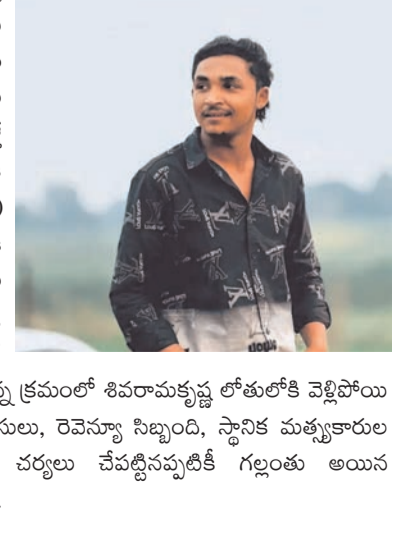 న్న క్రమంలో శివరామకృష్ణ లోతులోకి వెళ్లిపోయి
సులు, రెవెన్యూ సిబ్బంది, స్థానిక మత్స్యకారుల
చర్యలు చేపట్టినప్పటికీ గల్లంతు అయిన